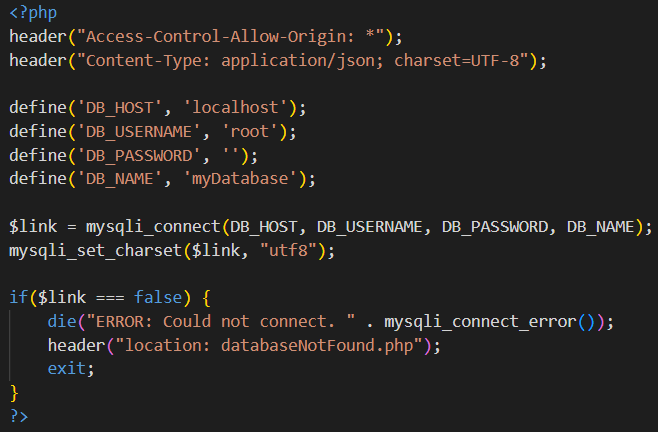 <?php
header("Access-Control-Allow-Origin: *");
header("Content-Type: application/json; charset=UTF-8");

define('DB_HOST', 'localhost');
define('DB_USERNAME', 'root');
define('DB_PASSWORD', '');
define('DB_NAME', 'myDatabase');

$link = mysqli_connect(DB_HOST, DB_USERNAME, DB_PASSWORD, DB_NAME);
mysqli_set_charset($link, "utf8");

if($link === false) {
    die("ERROR: Could not connect. " . mysqli_connect_error());
    header("location: databaseNotFound.php");
    exit;
}
?>